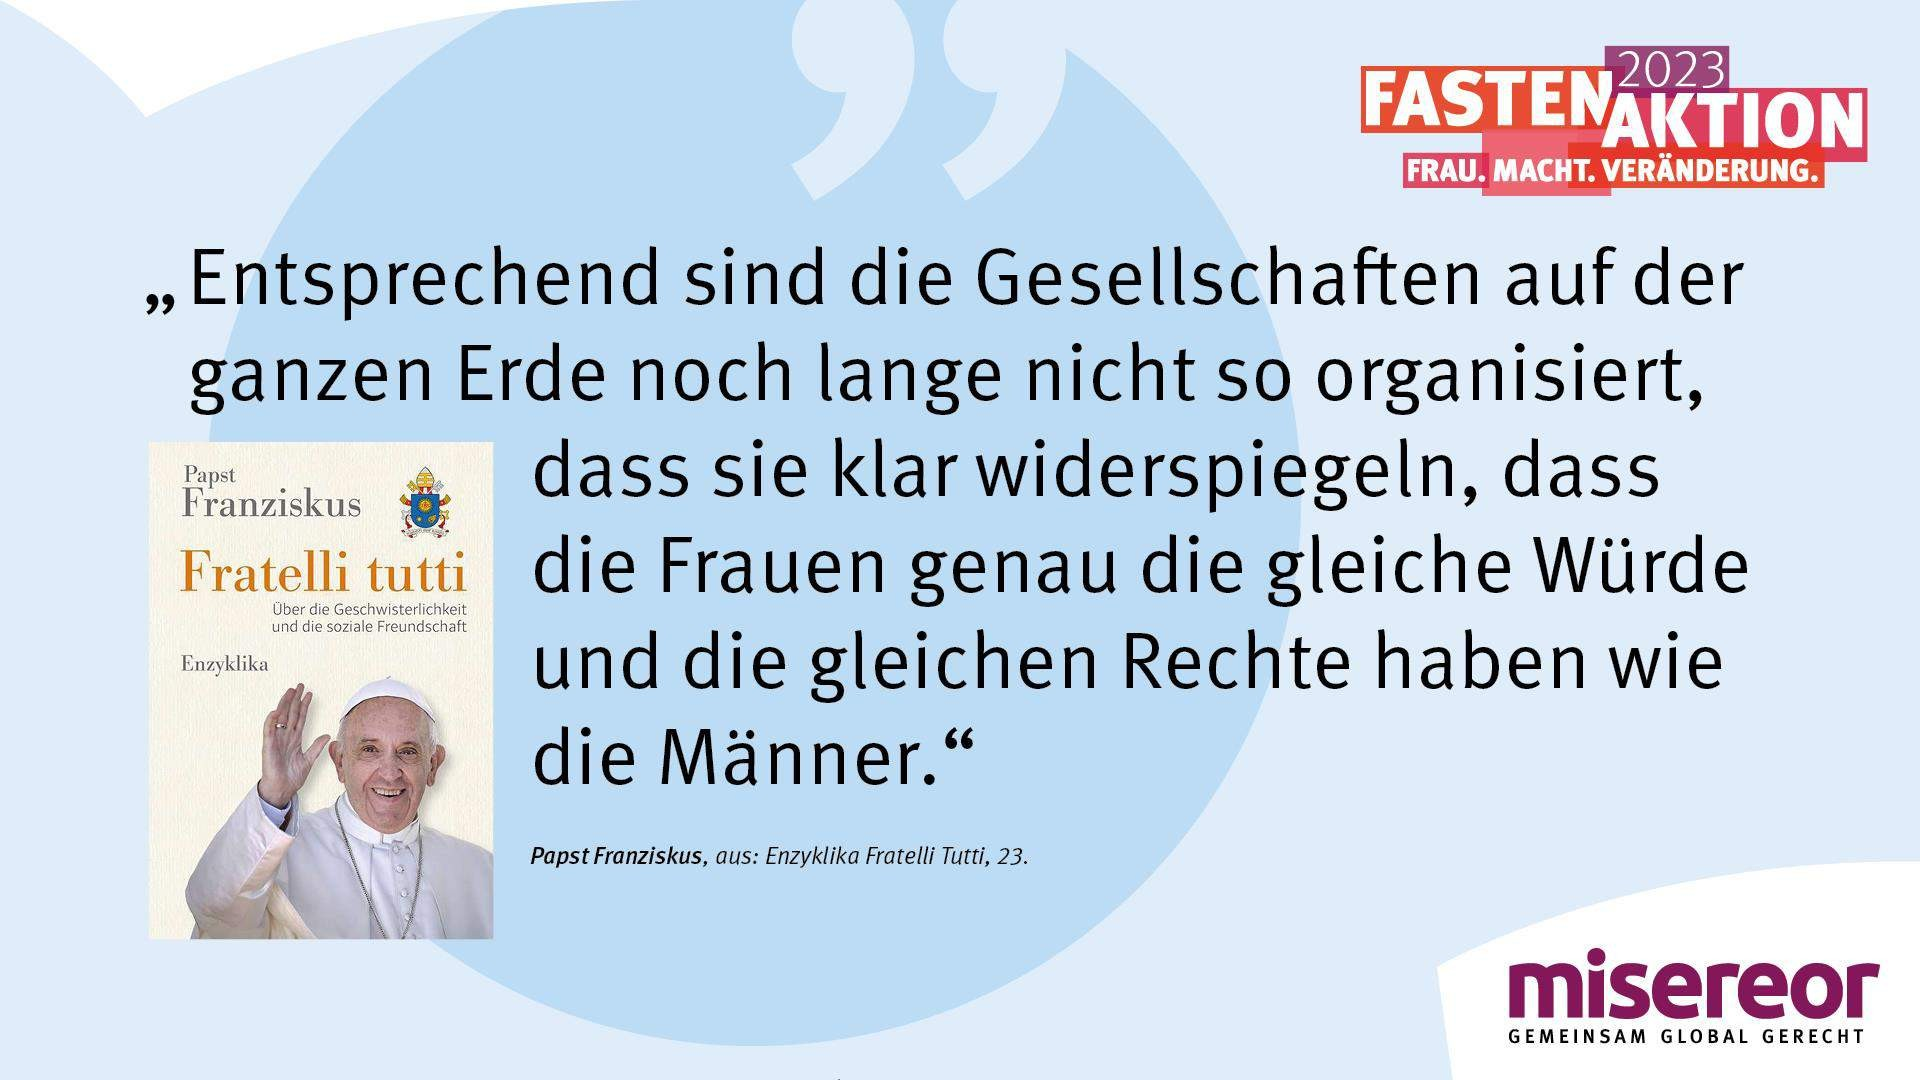 2023
FASTENAKTION
FRAU. MACHT. VERÄNDERUNG.
„Entsprechend sind die Gesellschaften auf der
ganzen Erde noch lange nicht so organisiert,
dass sie klar widerspiegeln, dass
die Frauen genau die gleiche Würde
und die gleichen Rechte haben wie
die Männer.“
Papst Franziskus, aus: Enzyklika Fratelli Tutti, 23.
Papst
Franziskus
Fratelli tutti
Über die Geschwisterlichkeit
und die soziale Freundschaft
Enzyklika
misereor
GEMEINSAM GLOBAL GERECHT